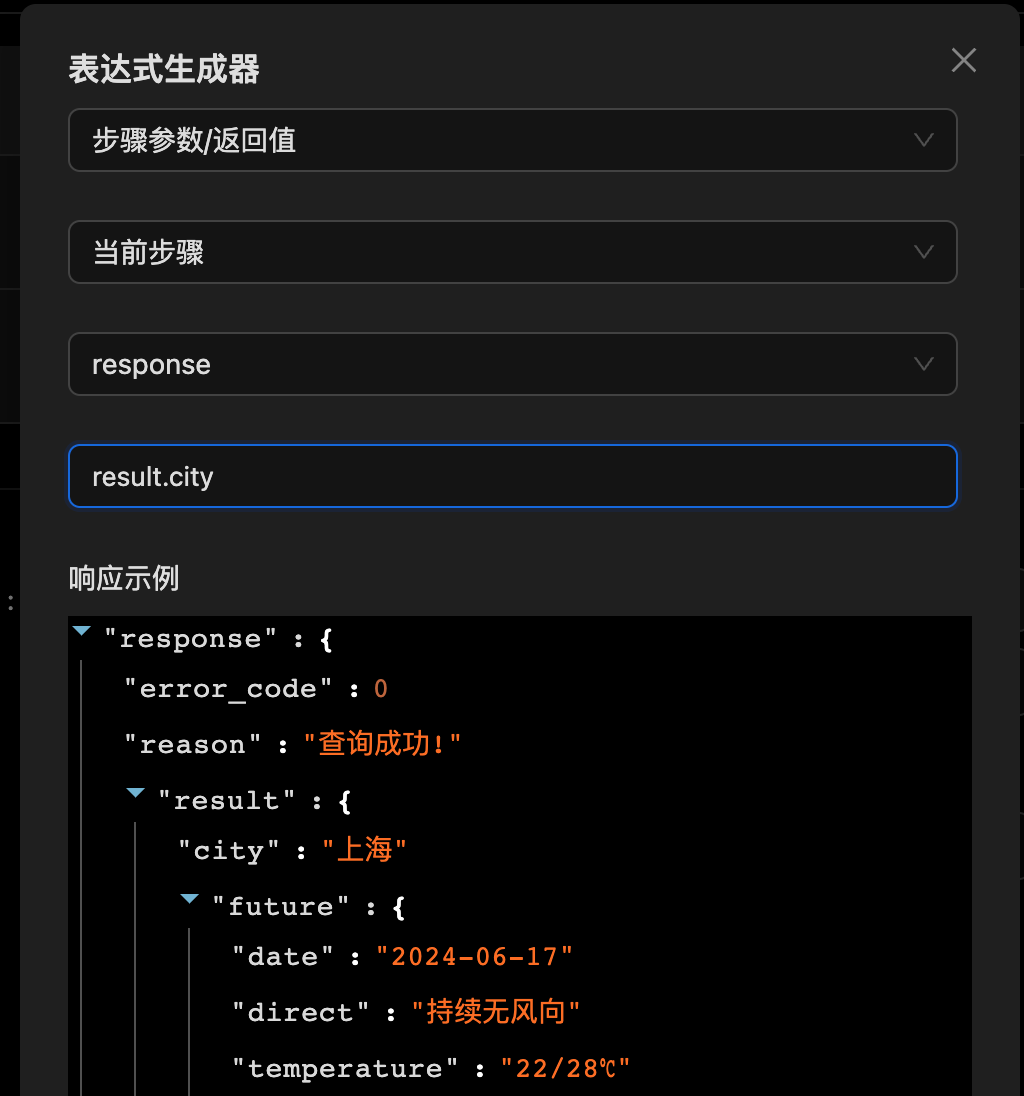 表达式生成器
步骤参数/返回值
当前步骤
response
result.city
响应示例
"response" : {
"error_code" : 0
"reason" : "查询成功!"
"result" : {
"city" : "上海"
"future" : {
"date" : "2024-06-17"
"direct" : "持续无风向"
"temperature" : "22/28℃"